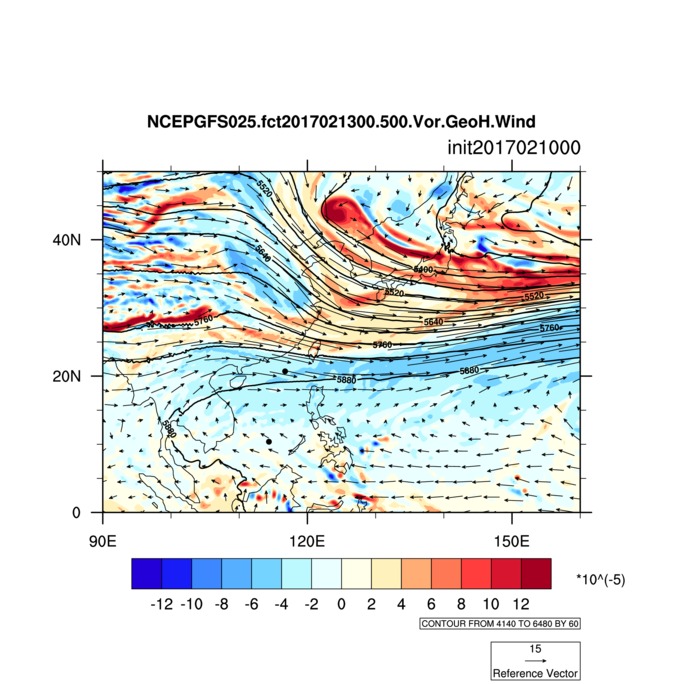 NCEPGFS025.fct2017021300.500.Vor.GeoH.Wind
init2017021000
5520
40N
5640
5400
5520
5520
5760
5640
5760
5760
20N
5880
5880
5880
0
90E 120E 150E
-12 -10 -8 -6 -4 -2 0 2 4 6 8 10 12
*10^(-5)
CONTOUR FROM 4140 TO 6480 BY 60
15
Reference Vector